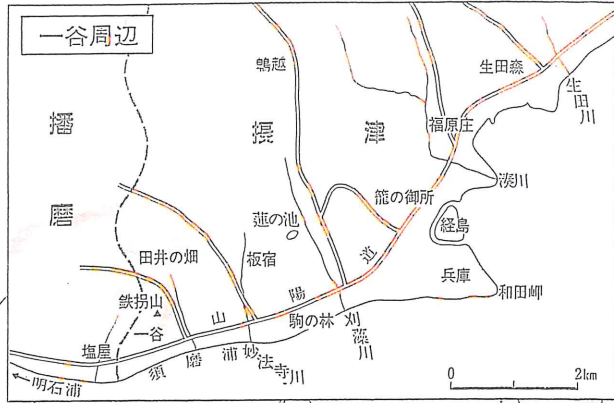 一谷周辺
播磨
摂津
鵯越
生田森
生田川
福原庄
湊川
籠の御所
経島
蓮の池
兵庫
和田岬
田井の畑
板宿
山陽道
鉄拐山
一谷
駒の林
刈藻川
塩屋
須磨浦
妙法寺川
←明石浦
0 2km